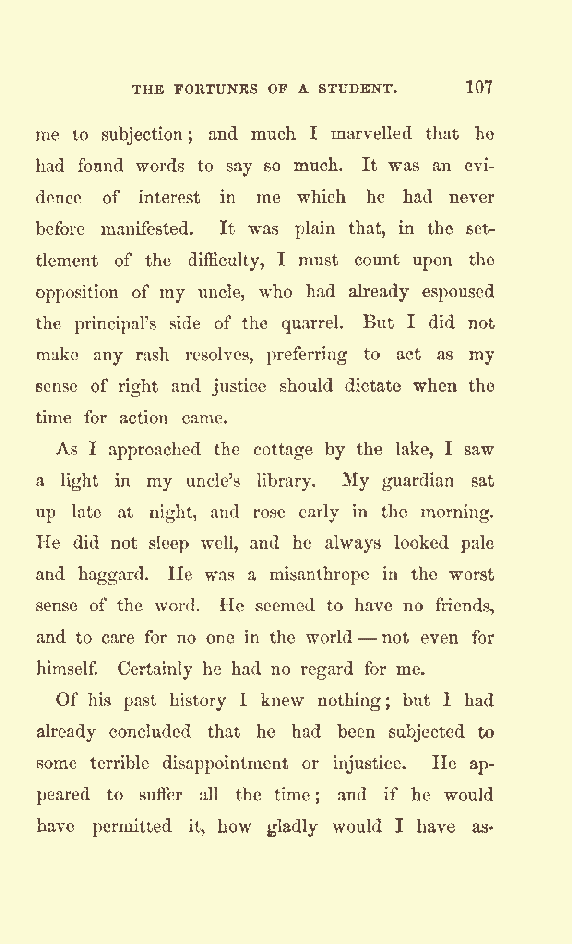 THE FORTUNES OF A STUDENT. 107
me to subjection; and much I marvelled that he
had found words to say so much. It was an evi-
dence of interest in me which he had never
before manifested. It was plain that, in the set-
tlement of the difficulty, I must count upon the
opposition of my uncle, who had already espoused
the principal's side of the quarrel. But I did not
make any rash resolves, preferring to act as my
sense of right and justice should dictate when the
time for action came.
As I approached the cottage by the lake, I saw
a light in my uncle's library. My guardian sat
up late at night, and rose early in the morning.
He did not sleep well, and he always looked pale
and haggard. He was a misanthrope in the worst
sense of the word. He seemed to have no friends,
and to care for no one in the world — not even for
himself. Certainly he had no regard for me.
Of his past history I knew nothing; but I had
already concluded that he had been subjected to
some terrible disappointment or injustice. He ap-
peared to suffer all the time; and if he would
have permitted it, how gladly would I have as-